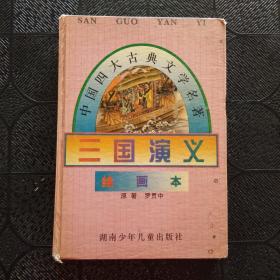 SAN GUO YAN YI
中国四大古典文学名著
三国演义
绘画本
原著 罗贯中
湖南少年儿童出版社